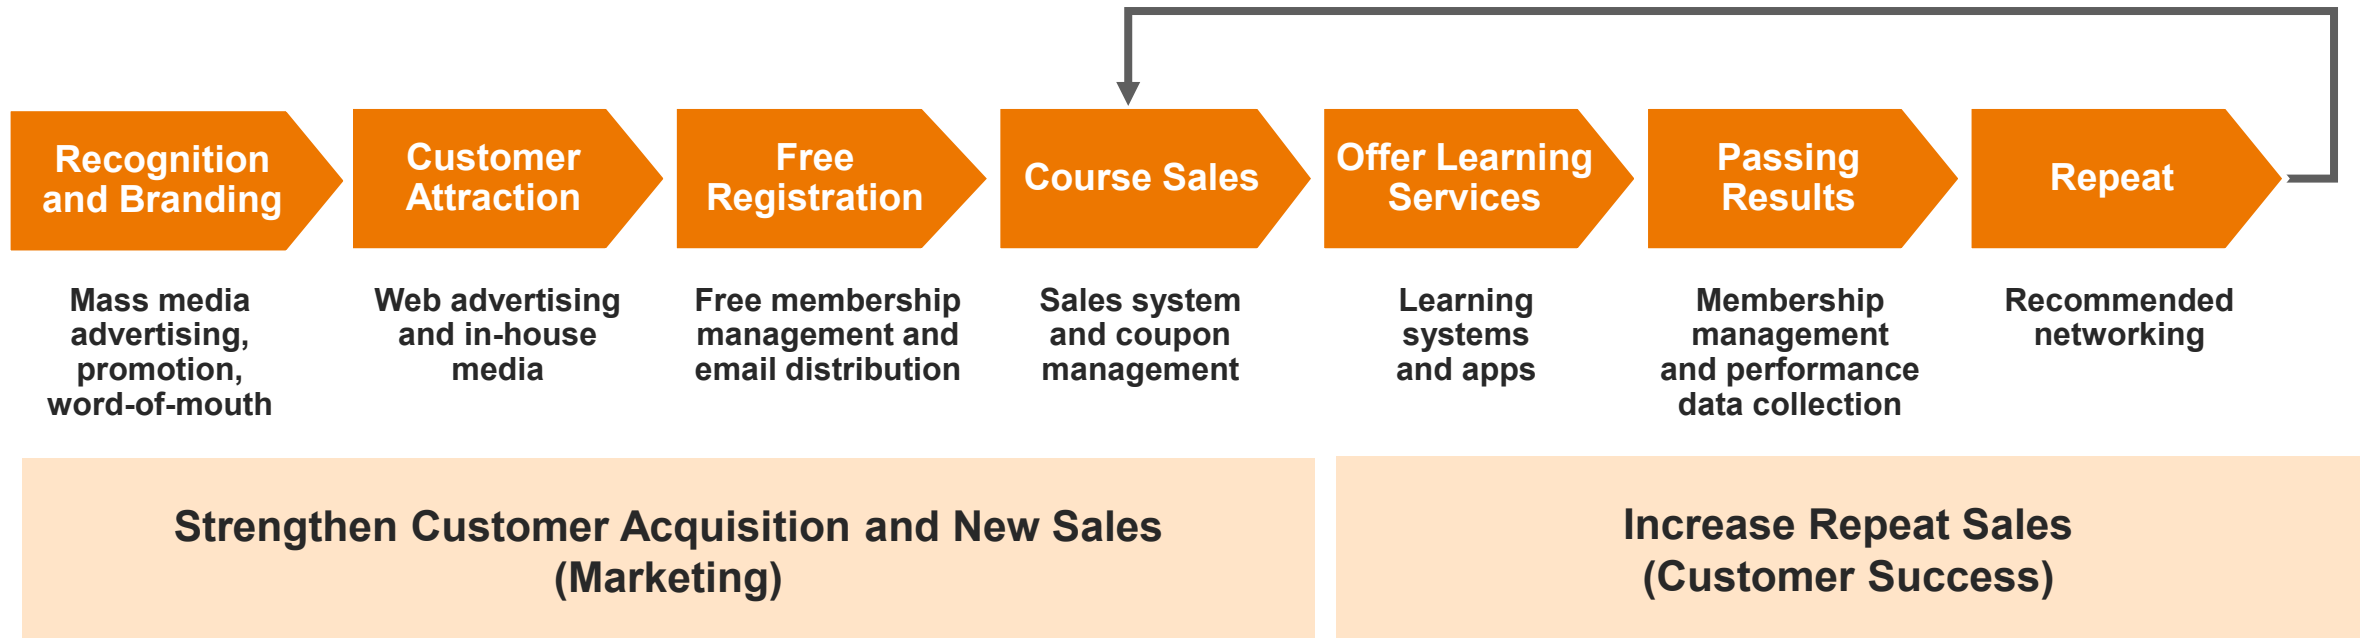 Recognition
and Branding
Customer
Attraction
Free
Registration
Course Sales
Offer Learning
Services
Passing
Results
Repeat
Mass media
advertising,
promotion,
word-of-mouth
Web advertising
and in-house
media
Free membership
management and
email distribution
Sales system
and coupon
management
Learning
systems
and apps
Membership
management
and performance
data collection
Recommended
networking
Strengthen Customer Acquisition and New Sales
(Marketing)
Increase Repeat Sales
(Customer Success)